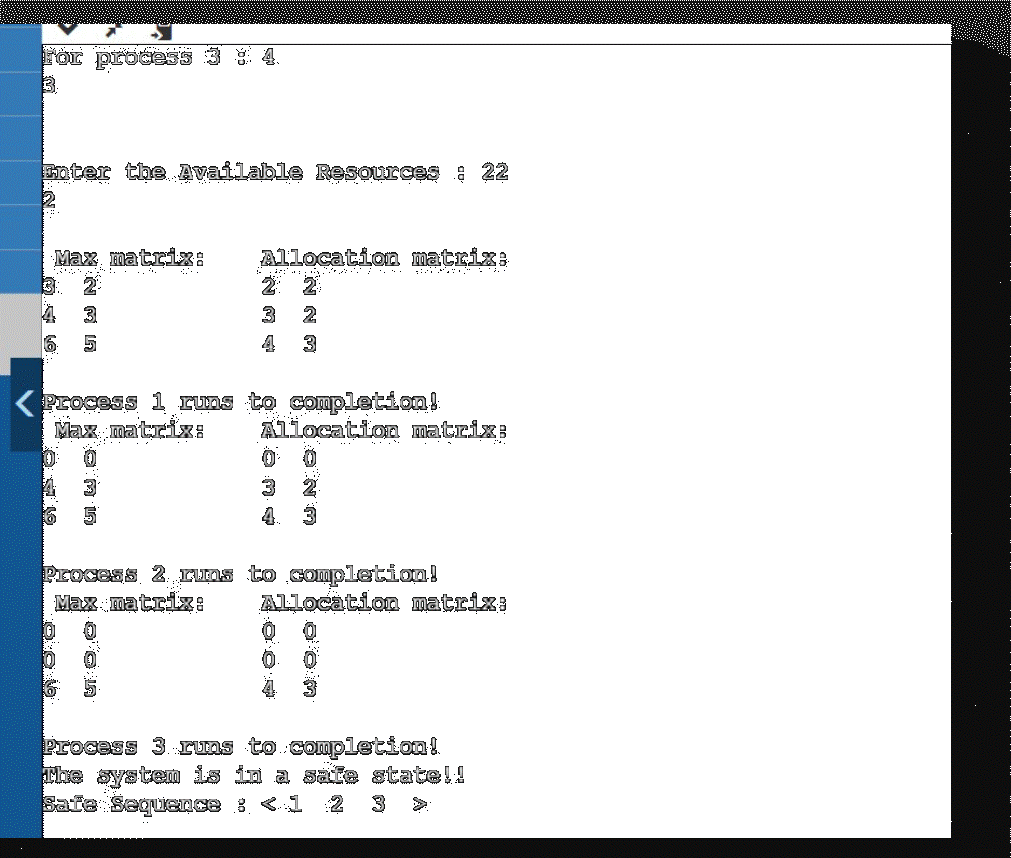 For process 3 : 4
3
Enter the Available Resources : 22
2
Max matrix: Allocation matrix:
3 2 2 2
4 3 3 2
6 5 4 3
Process 1 runs to completion!
Max matrix: Allocation matrix:
0 0 0 0
4 3 3 2
6 5 4 3
Process 2 runs to completion!
Max matrix: Allocation matrix:
0 0 0 0
0 0 0 0
6 5 4 3
Process 3 runs to completion!
The system is in a safe state!!
Safe Sequence : < 1 2 3 >